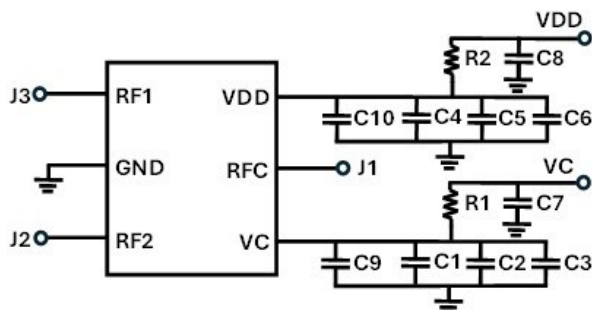 VDD
R2 C8
J3 RF1 VDD C10 C4 C5 C6
GND RFC J1
VC
R1 C7
J2 RF2 VC C9 C1 C2 C3